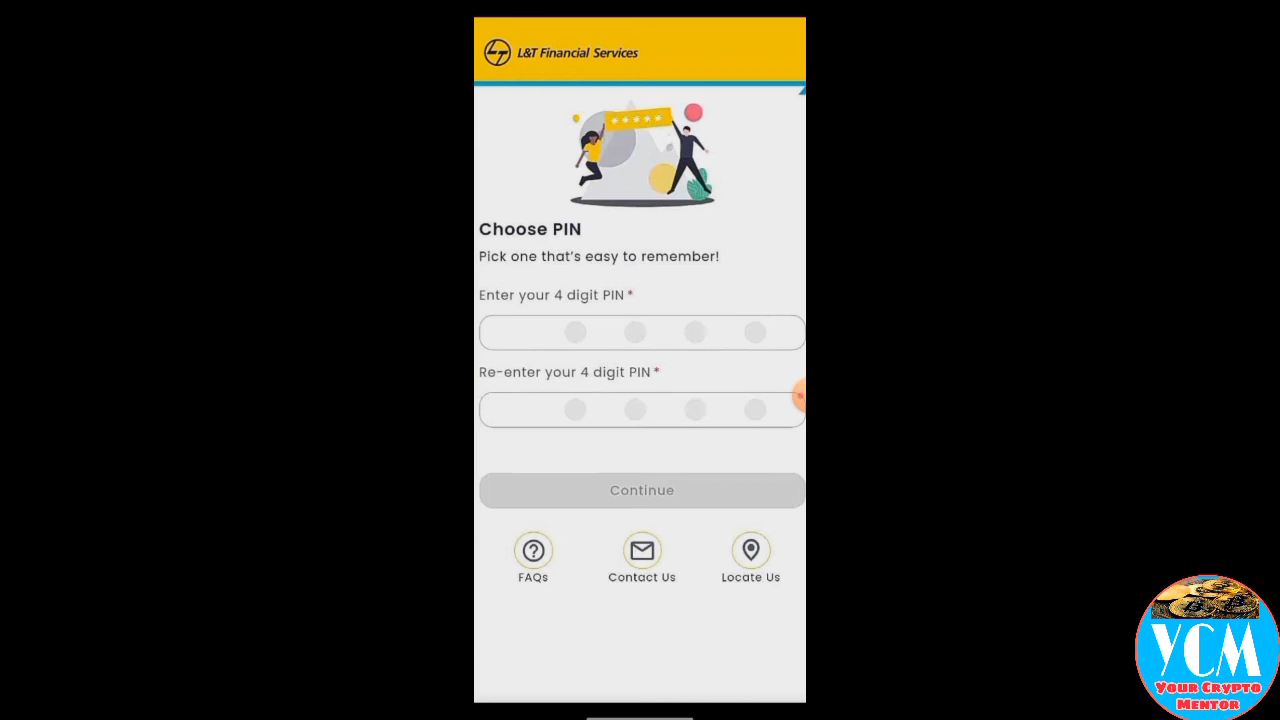 L&T Financial Services
Choose PIN
Pick one that's easy to remember!
Enter your 4 digit PIN *
Re-enter your 4 digit PIN *
Continue
FAQs
Contact Us
Locate Us
YCM
Your Crypto
Mentor